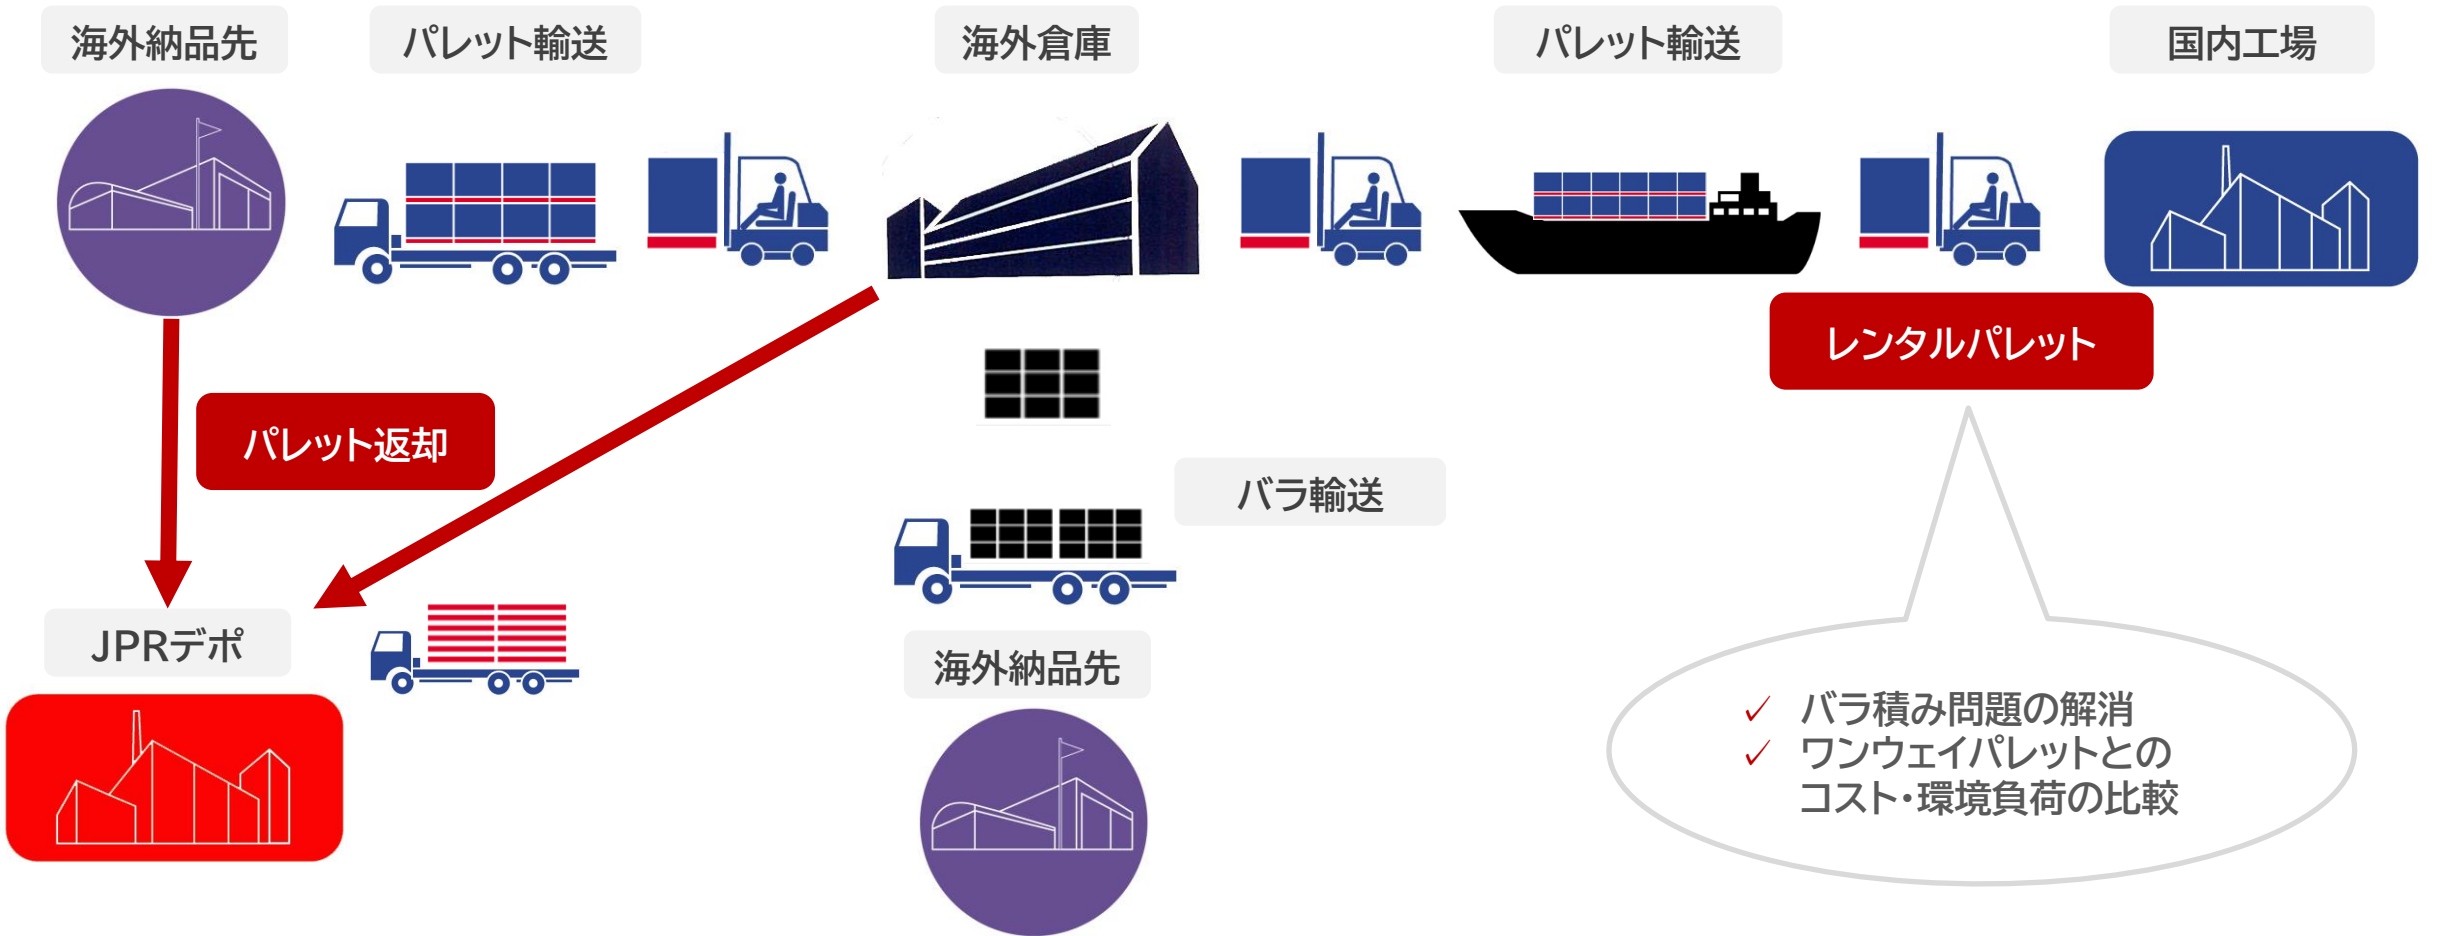 海外納品先
パレット輸送
海外倉庫
パレット輸送
国内工場
レンタルパレット
パレット返却
バラ輸送
JPRデポ
海外納品先
✓ バラ積み問題の解消
✓ ワンウェイパレットとの
コスト・環境負荷の比較